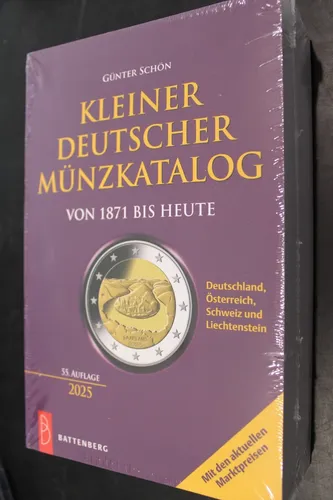 GÜNTER SCHÖN
KLEINER
DEUTSCHER
MÜNZKATALOG
VON 1871 BIS HEUTE
Deutschland,
Österreich,
Schweiz und
Liechtenstein
55. AUFLAGE
2025
BATTENBERG
Mit den aktuellen
Marktpreisen